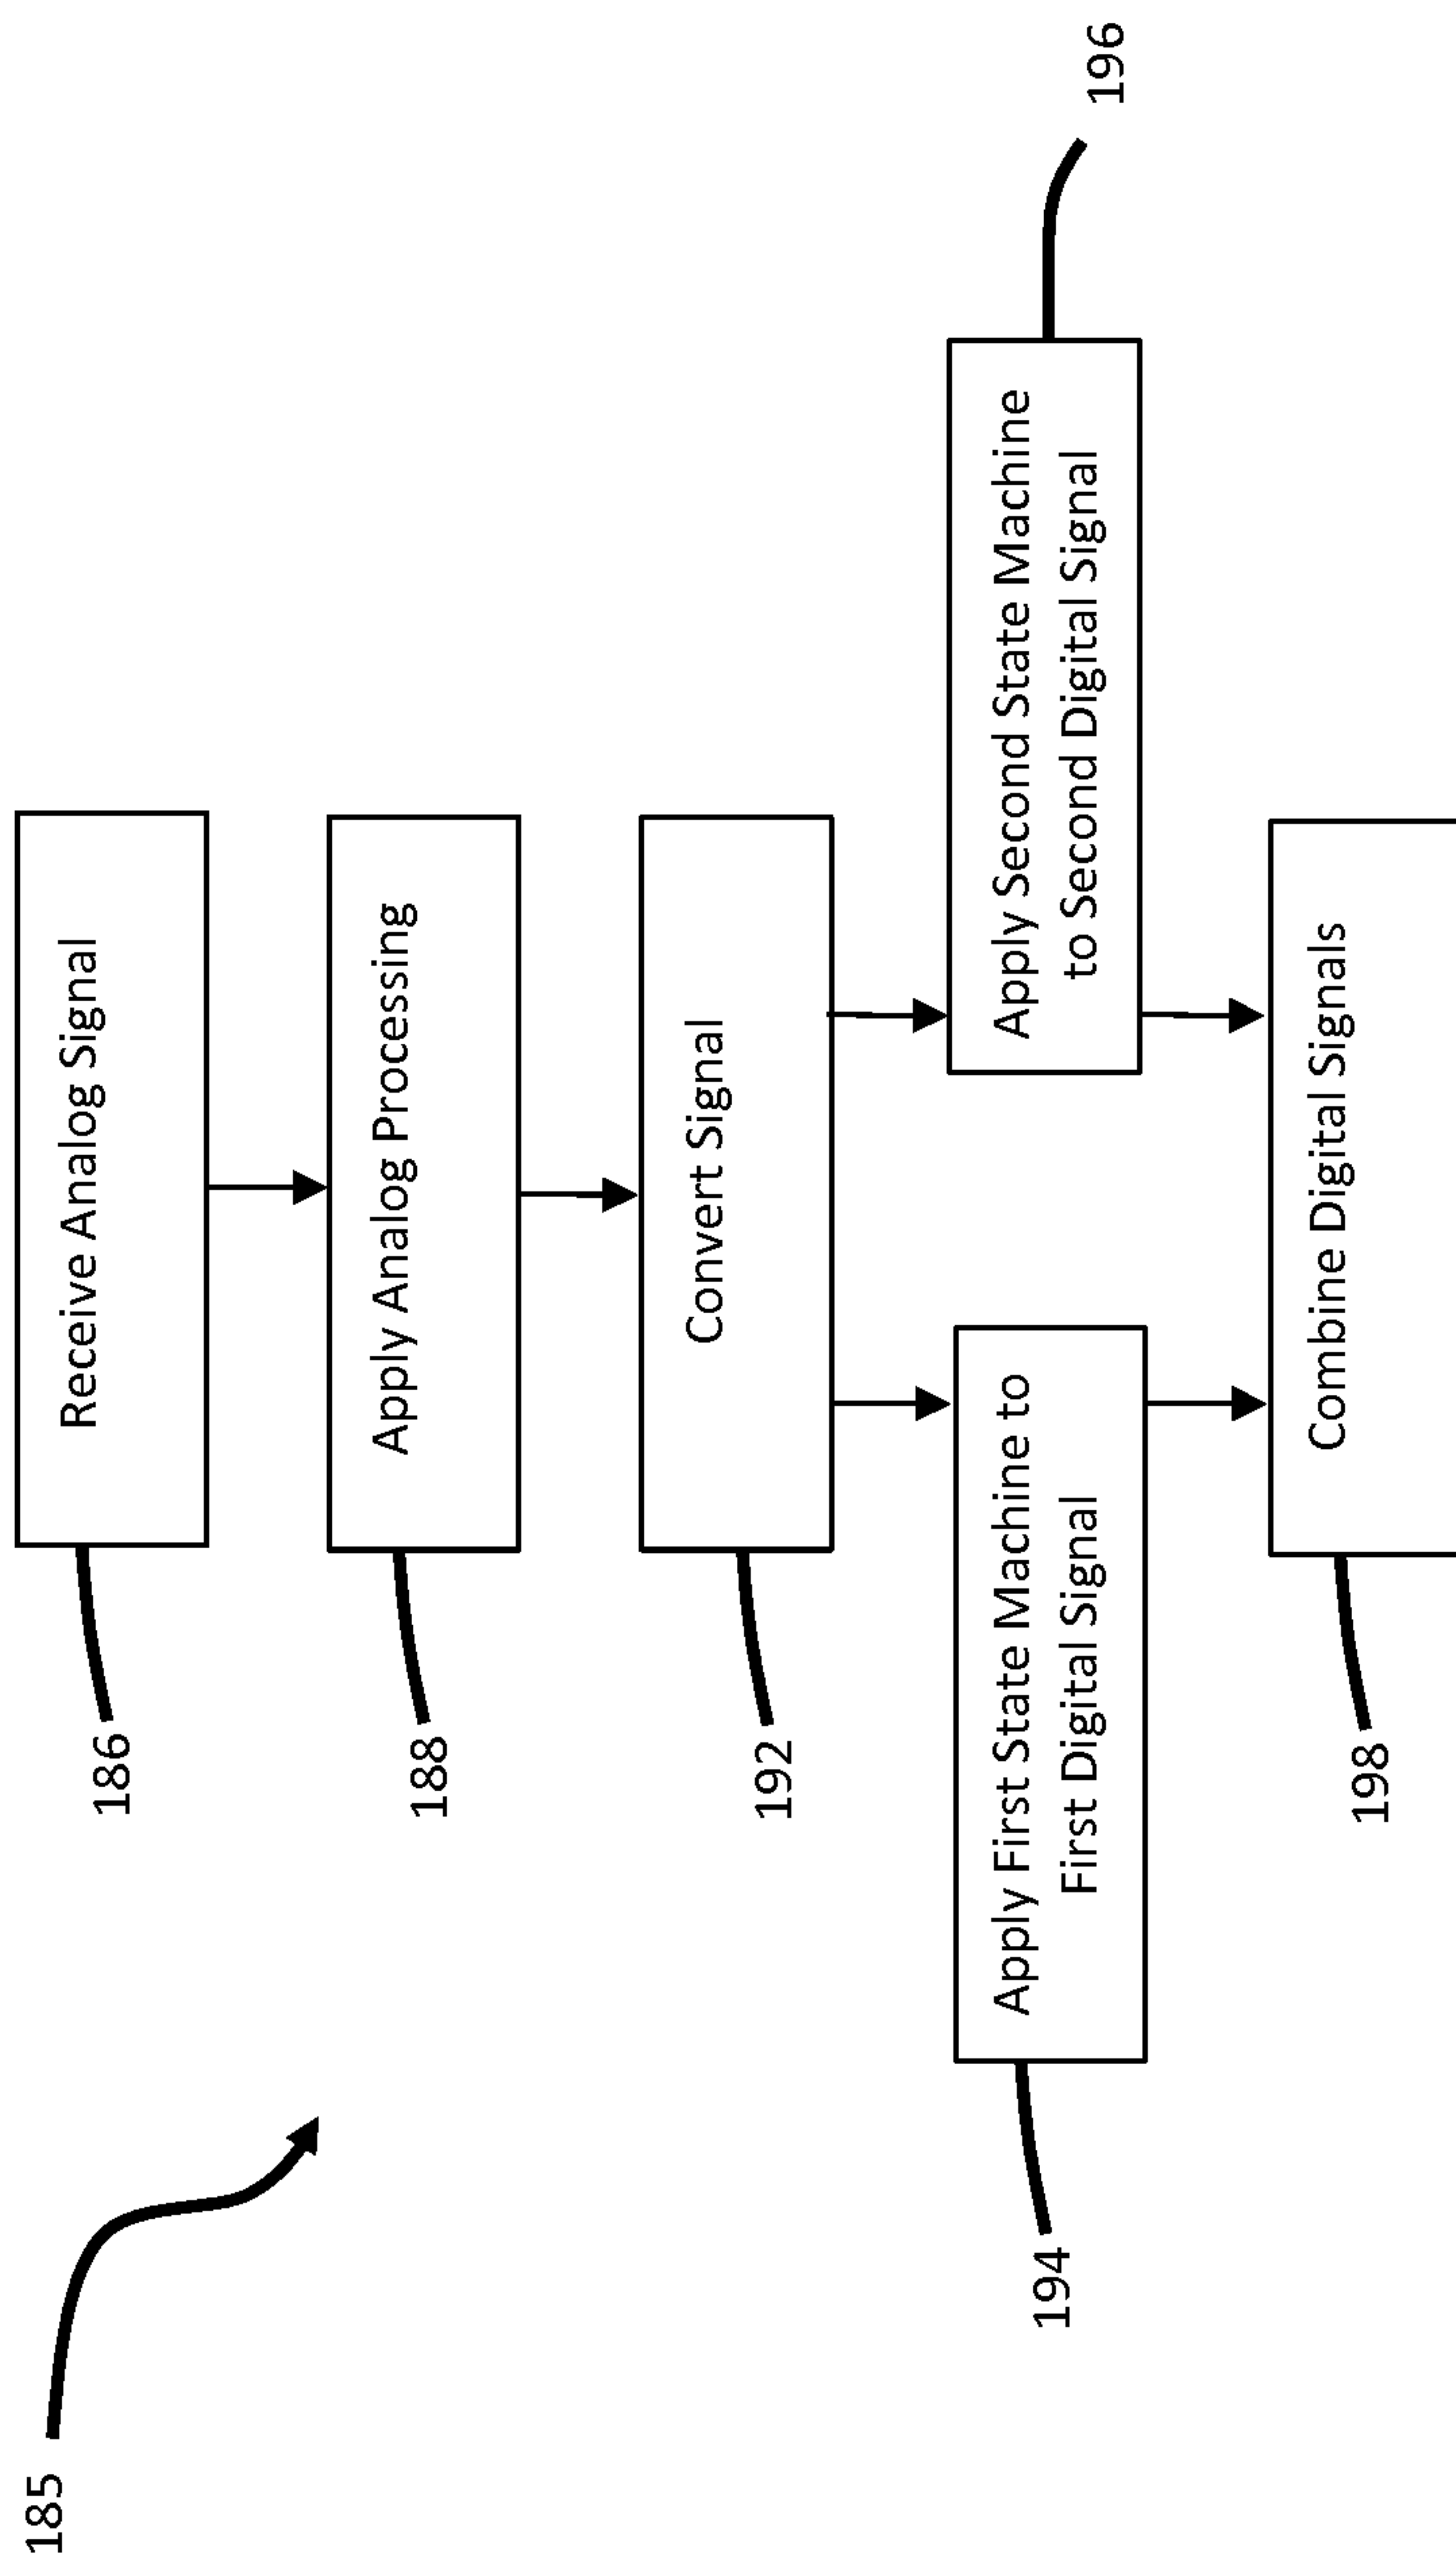 185
186
Receive Analog Signal
188
Apply Analog Processing
192
Convert Signal
194
Apply First State Machine to
First Digital Signal
Apply Second State Machine
to Second Digital Signal
196
198
Combine Digital Signals